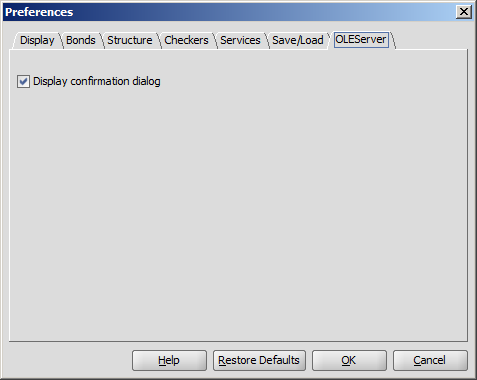 Preferences
Display Bonds Structure Checkers Services Save/Load OLEServer
Display confirmation dialog
Help Restore Defaults OK Cancel